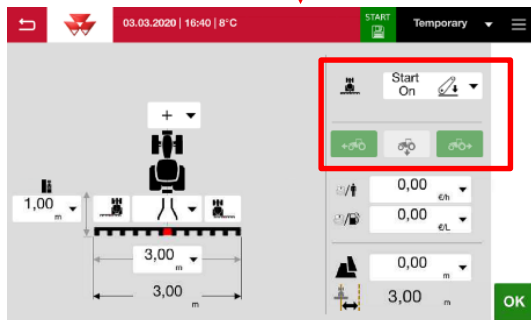 03.03.2020 | 16:40 | 8°C
START
Temporary
Start
On
+
1,00
m
0,00
€/h
0,00
€/L
3,00
m
0,00
m
3,00
m
3,00
m
OK